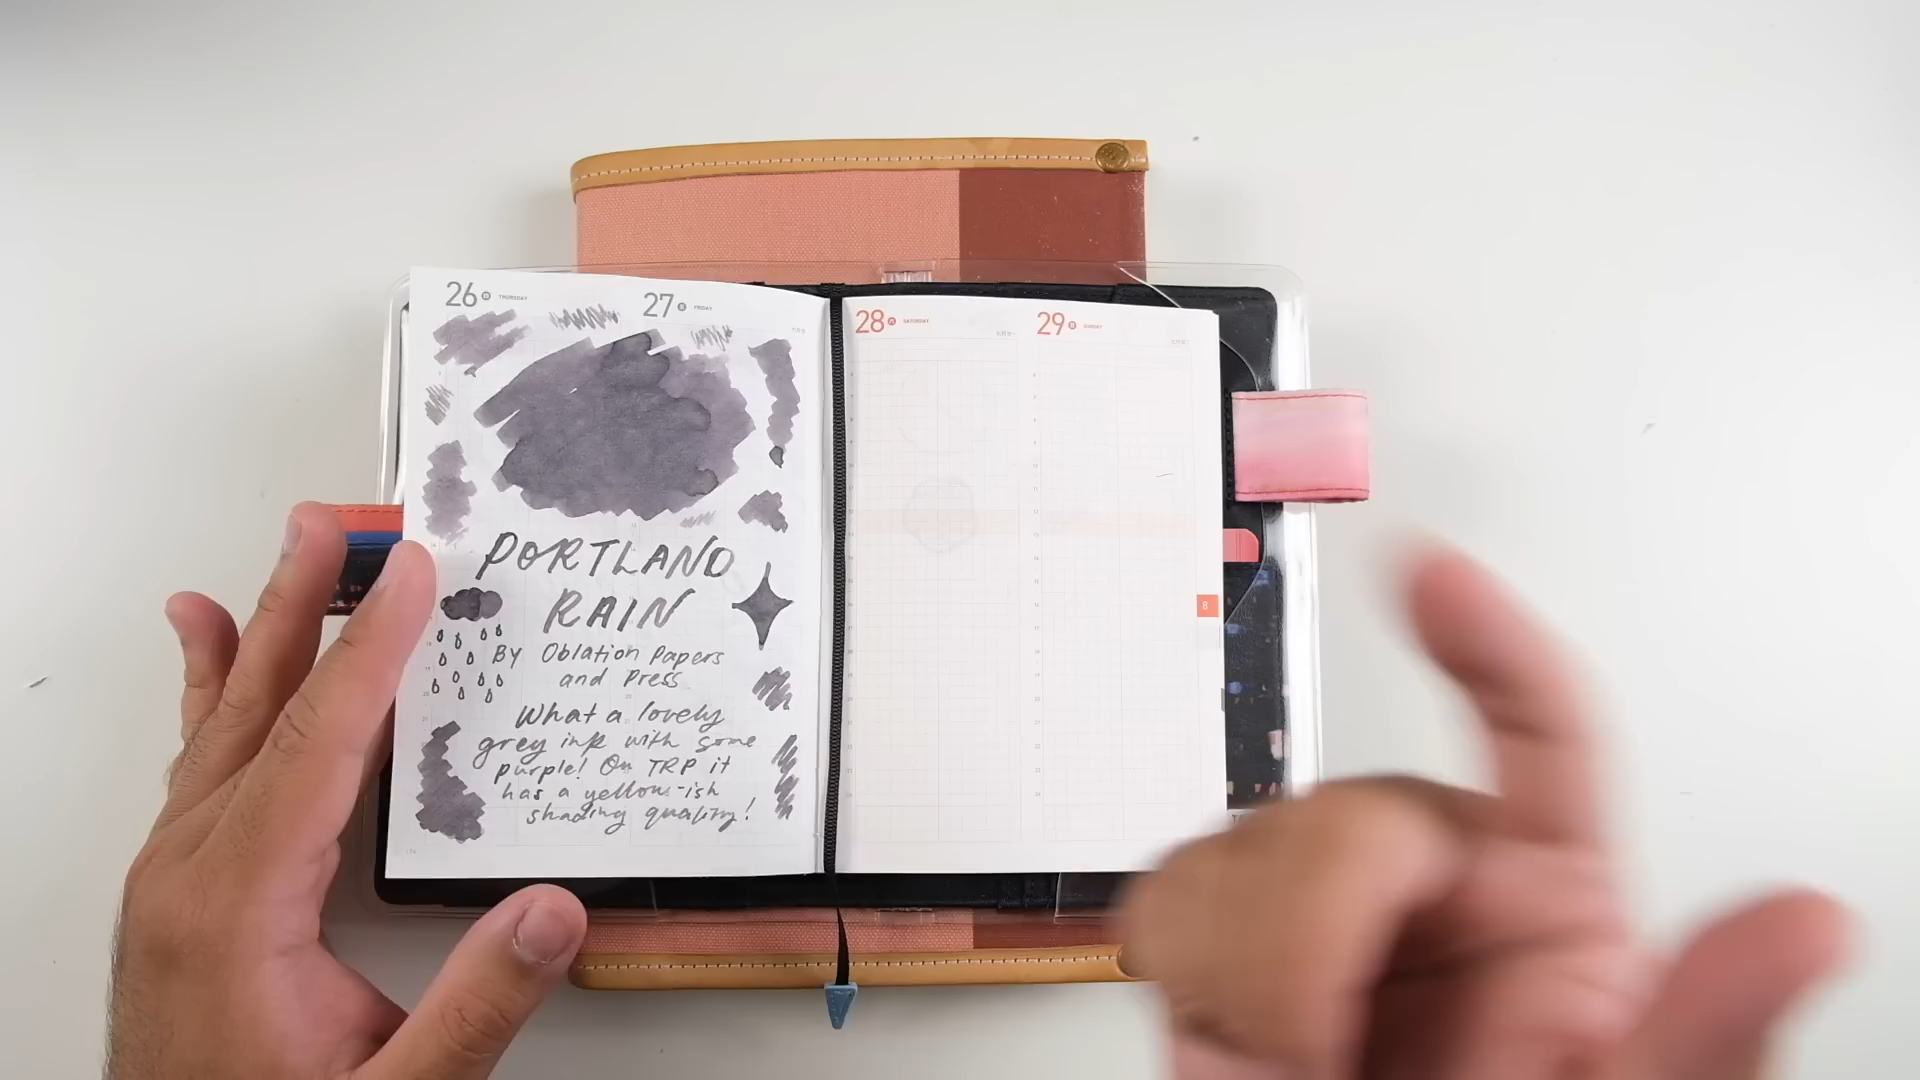 26 THURSDAY
27 FRIDAY
28 SATURDAY
29 SUNDAY
PORTLAND
RAIN
By Oblation Papers
and Press
What a lovely
grey ink with some
purple! On TRP it
has a yellow-ish
shading quality!
8